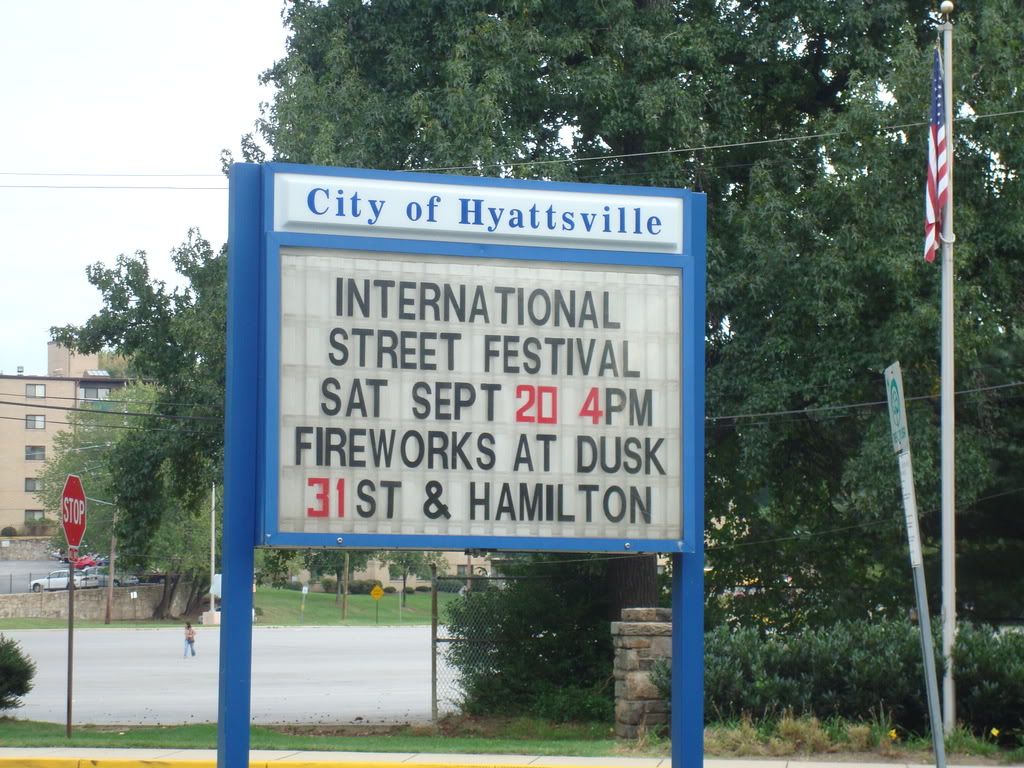 City of Hyattsville
INTERNATIONAL
STREET FESTIVAL
SAT SEPT 20 4PM
FIREWORKS AT DUSK
31ST & HAMILTON
STOP